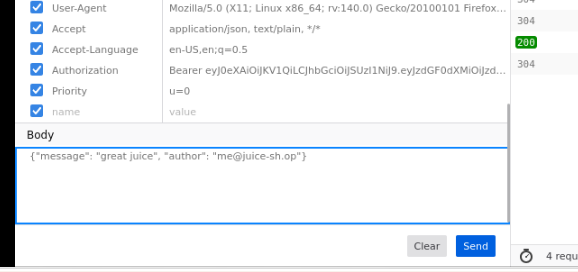 User-Agent Mozilla/5.0 (X11; Linux x86_64; rv:140.0) Gecko/20100101 Firefox...
304
Accept application/json, text/plain, */*
200
Accept-Language en-US,en;q=0.5
304
Authorization Bearer eyJ0eXAiOiJKV1QiLCJhbGciOiJSUzI1NiJ9.eyJzdGF0dXMiOiJzd...
Priority u=0
name value
Body
{"message": "great juice", "author": "me@juice-sh.op"}
Clear Send
4 requ